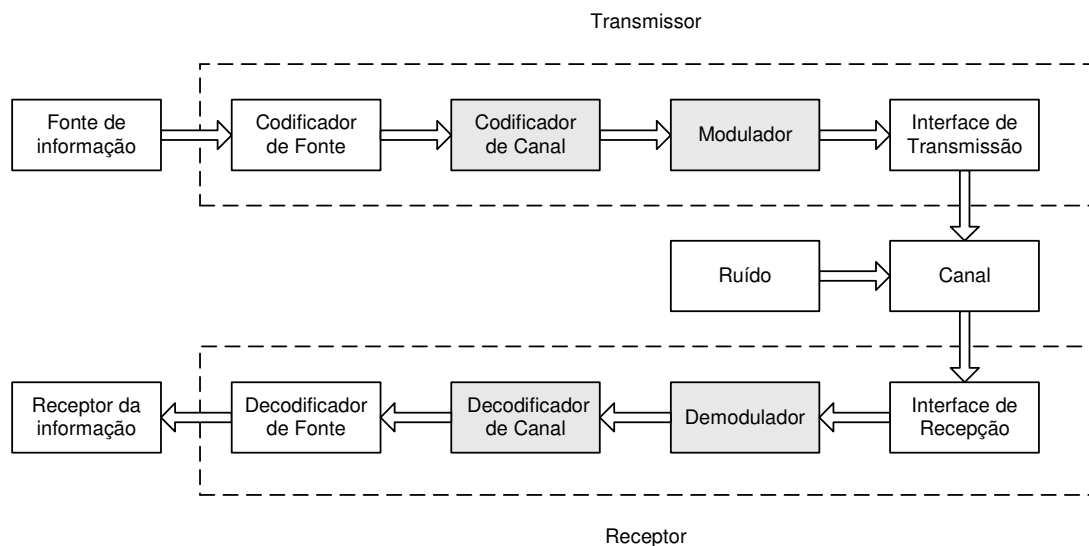 Transmissor
Fonte de
informação
Codificador
de Fonte
Codificador
de Canal
Modulador
Interface de
Transmissão
Ruído
Canal
Receptor da
informação
Decodificador
de Fonte
Decodificador
de Canal
Demodulador
Interface de
Recepção
Receptor